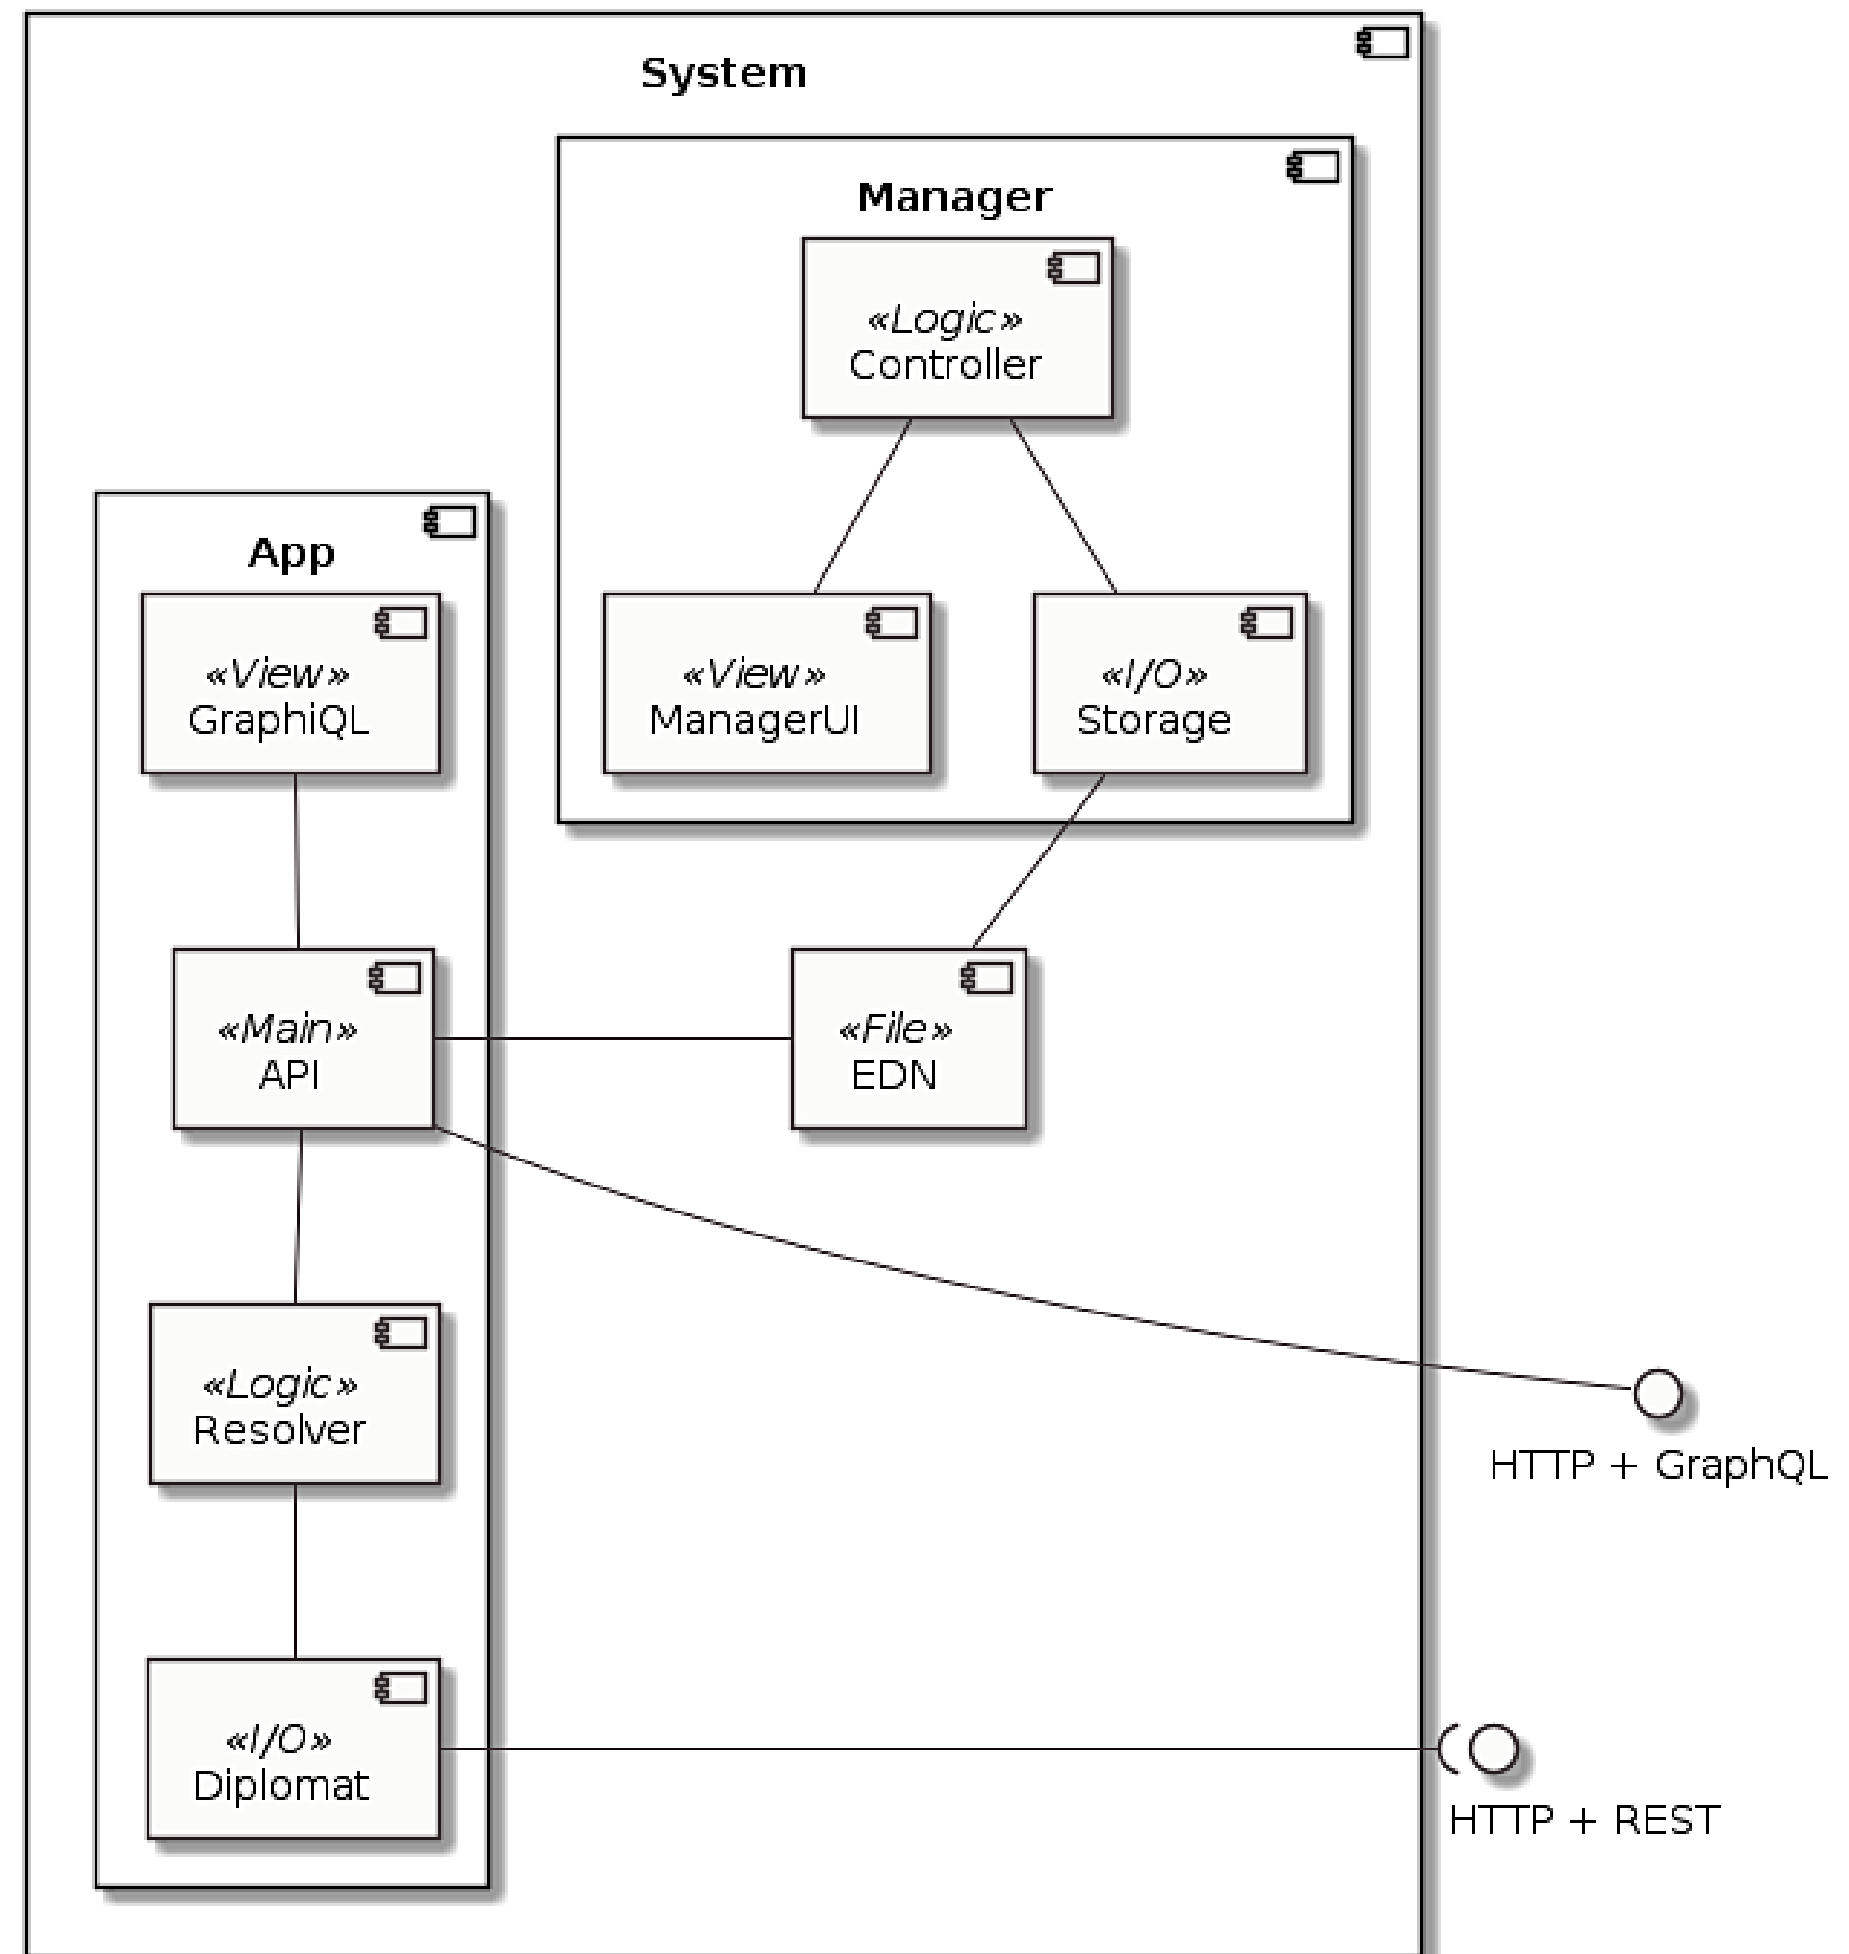 System
Manager
«Logic»
Controller
App
«View»
GraphiQL
«View»
ManagerUI
«I/O»
Storage
«Main»
API
«File»
EDN
«Logic»
Resolver
HTTP + GraphQL
«I/O»
Diplomat
HTTP + REST